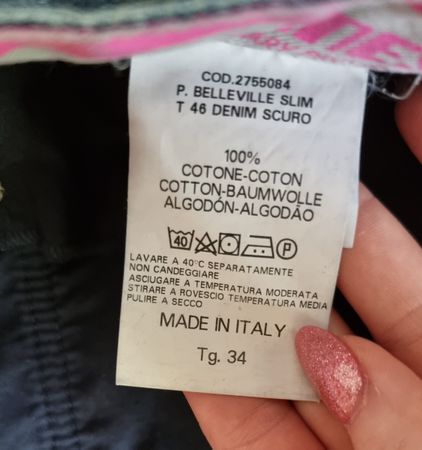 COD.2755084
P. BELLEVILLE SLIM
T 46 DENIM SCURO
100%
COTONE-COTON
COTTON-BAUMWOLLE
ALGODÓN-ALGODÃO
40 P
LAVARE A 40°C SEPARATAMENTE
NON CANDEGGIARE
ASCIUGARE A TEMPERATURA MODERATA
STIRARE A ROVESCIO TEMPERATURA MEDIA
PULIRE A SECCO
MADE IN ITALY
Tg. 34